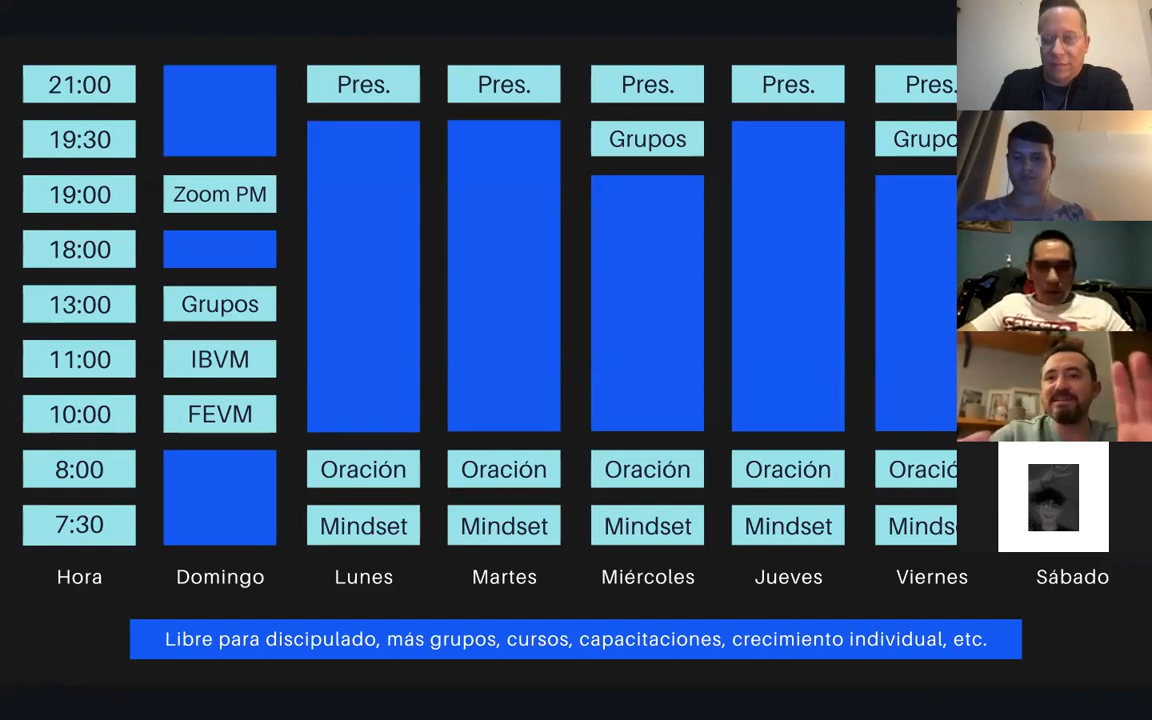 21:00 Pres. Pres. Pres. Pres. Pres.
19:30 Grupos Grupo
19:00 Zoom PM
18:00
13:00 Grupos
11:00 IBVM
10:00 FEVM
8:00 Oración Oración Oración Oración Oració
7:30 Mindset Mindset Mindset Mindset Minds
Hora Domingo Lunes Martes Miércoles Jueves Viernes Sábado
Libre para discipulado, más grupos, cursos, capacitaciones, crecimiento individual, etc.